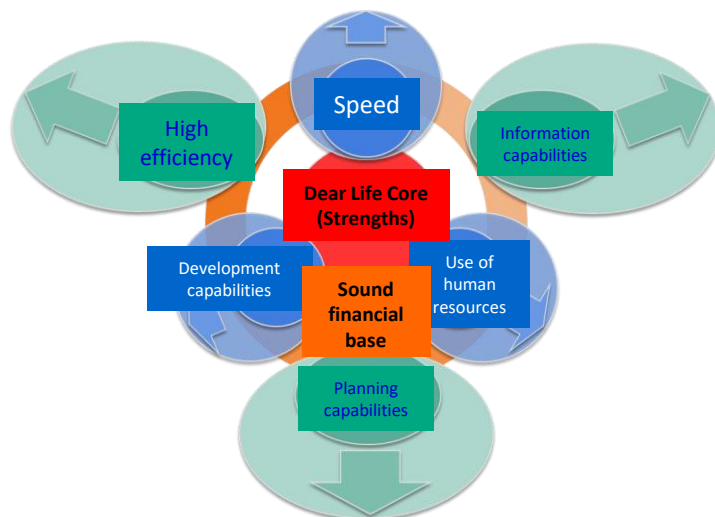 Speed
High
efficiency
Information
capabilities
Dear Life Core
(Strengths)
Development
capabilities
Use of
human
resources
Sound
financial
base
Planning
capabilities